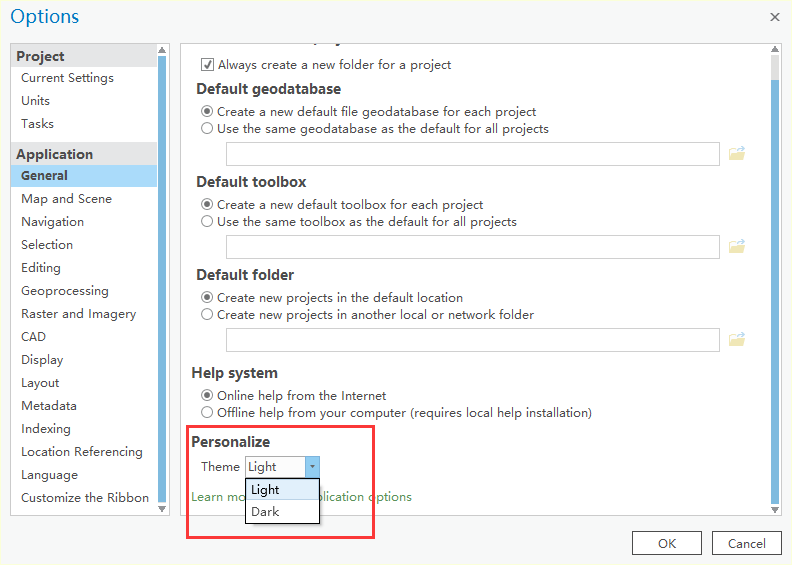 Options
Project
Current Settings
Units
Tasks
Application
General
Map and Scene
Navigation
Selection
Editing
Geoprocessing
Raster and Imagery
CAD
Display
Layout
Metadata
Indexing
Location Referencing
Language
Customize the Ribbon
Always create a new folder for a project
Default geodatabase
Create a new default file geodatabase for each project
Use the same geodatabase as the default for all projects
Default toolbox
Create a new default toolbox for each project
Use the same toolbox as the default for all projects
Default folder
Create new projects in the default location
Create new projects in another local or network folder
Help system
Online help from the Internet
Offline help from your computer (requires local help installation)
Personalize
Theme Light
Light
Learn options
Dark
OK Cancel